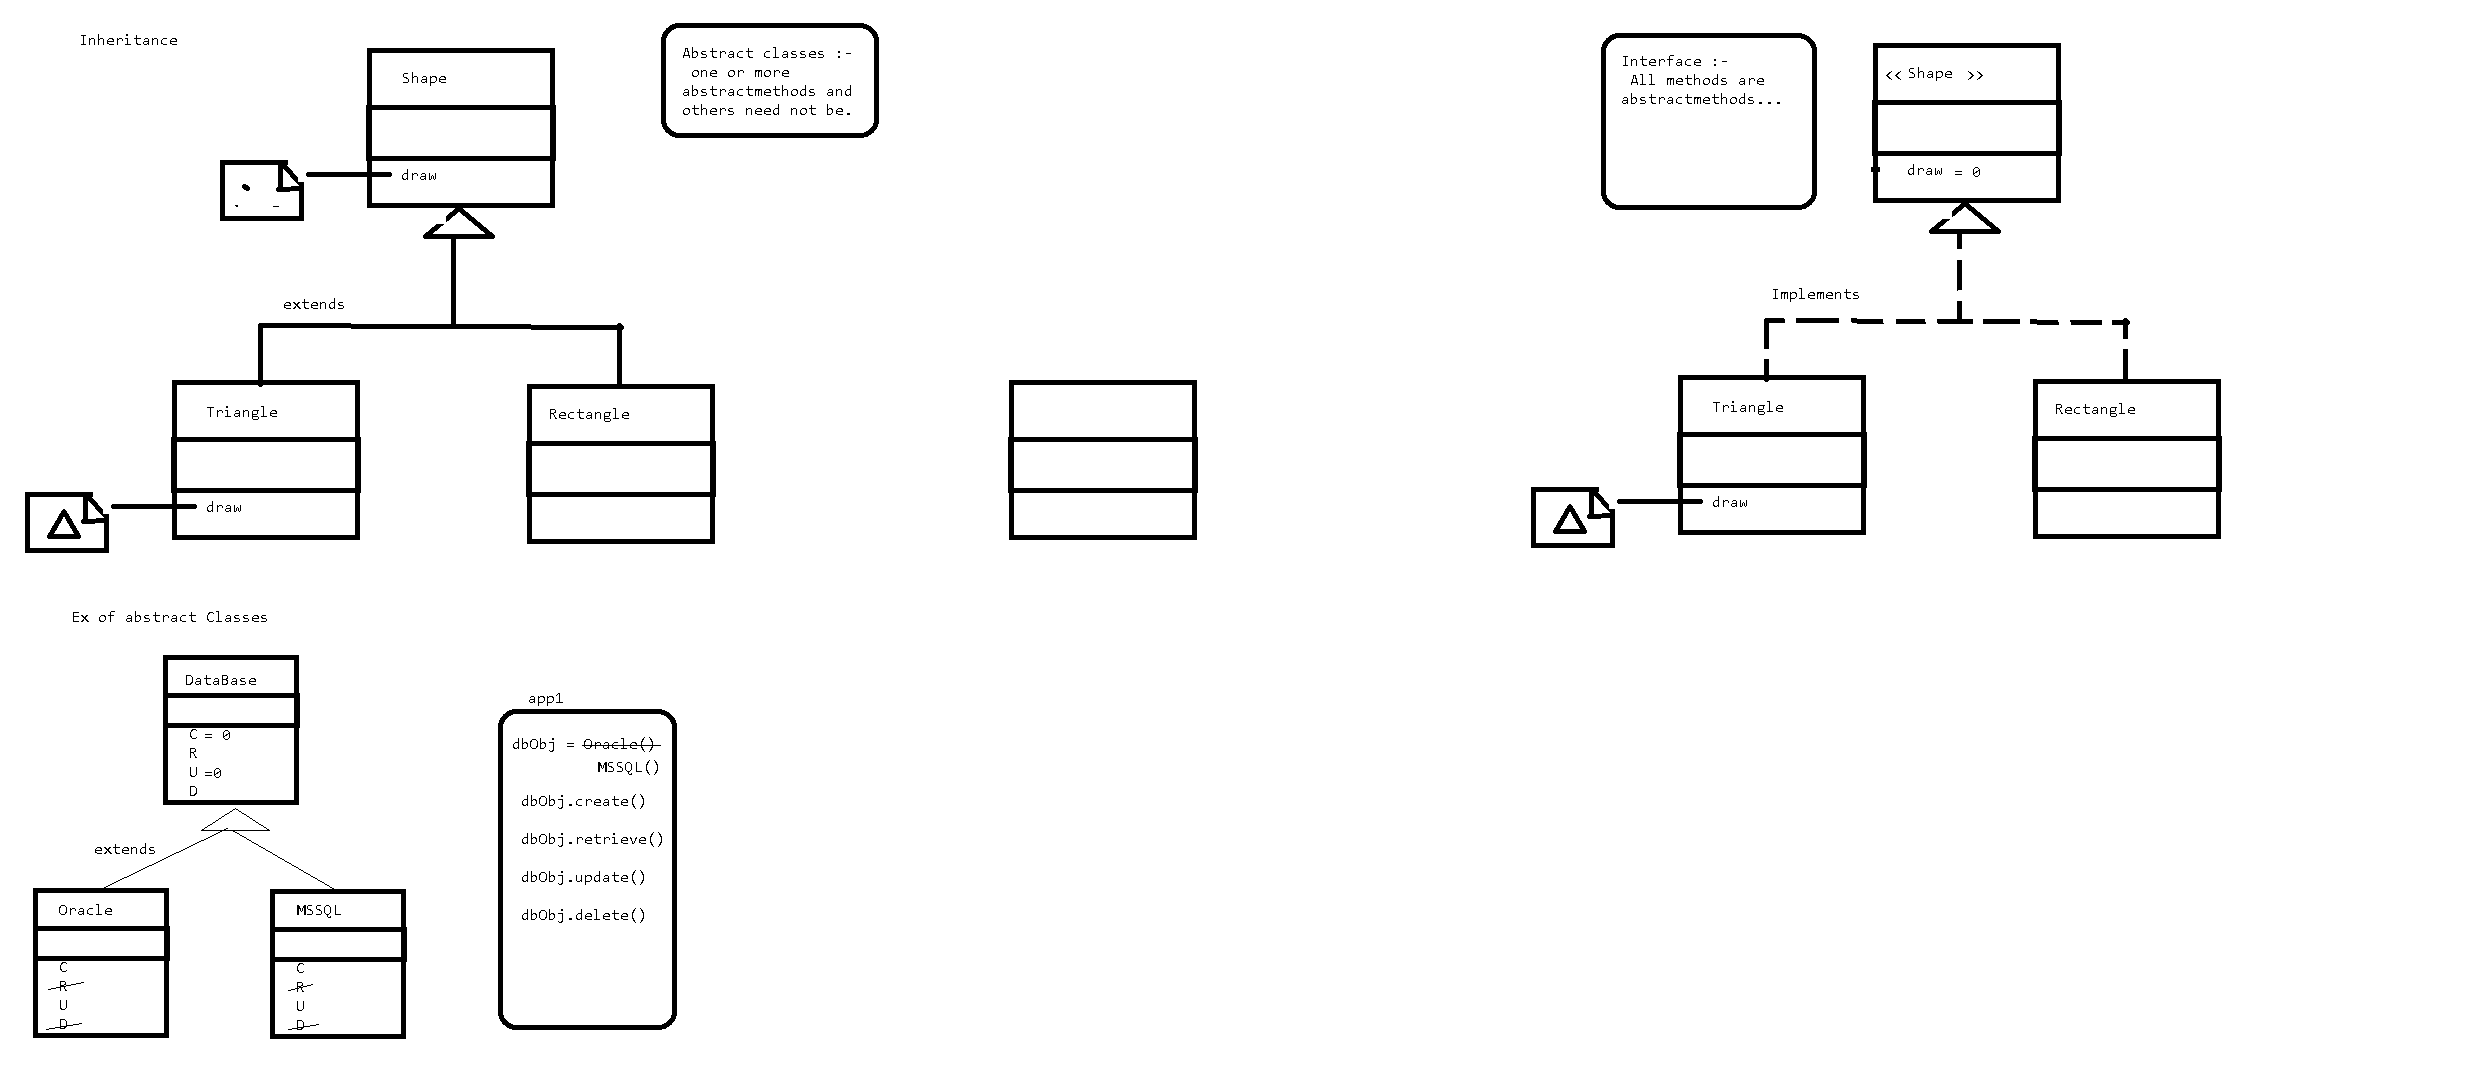 Inheritance
Shape
draw
Abstract classes :-
one or more
abstractmethods and
others need not be.
extends
Triangle
draw
Rectangle
Interface :-
All methods are
abstractmethods...
<< Shape >>
draw = 0
Implements
Triangle
draw
Rectangle
Ex of abstract Classes
DataBase
C = 0
R
U =0
D
extends
Oracle
C
R
U
D
MSSQL
C
R
U
D
app1
dbObj = Oracle()
MSSQL()
dbObj.create()
dbObj.retrieve()
dbObj.update()
dbObj.delete()